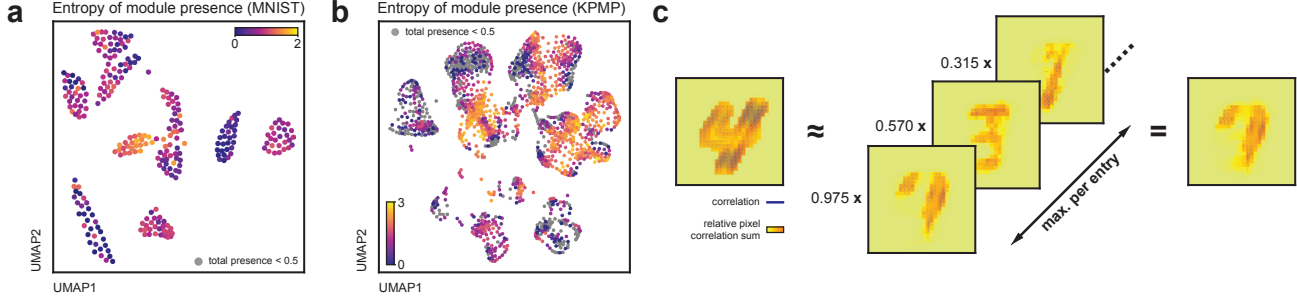 a
Entropy of module presence (MNIST)
0 2
UMAP2
total presence < 0.5
UMAP1
b
Entropy of module presence (KPMP)
total presence < 0.5
3
0
UMAP2
UMAP1
c
0.315 x
0.570 x
0.975 x
≈
=
max. per entry
correlation
relative pixel
correlation sum